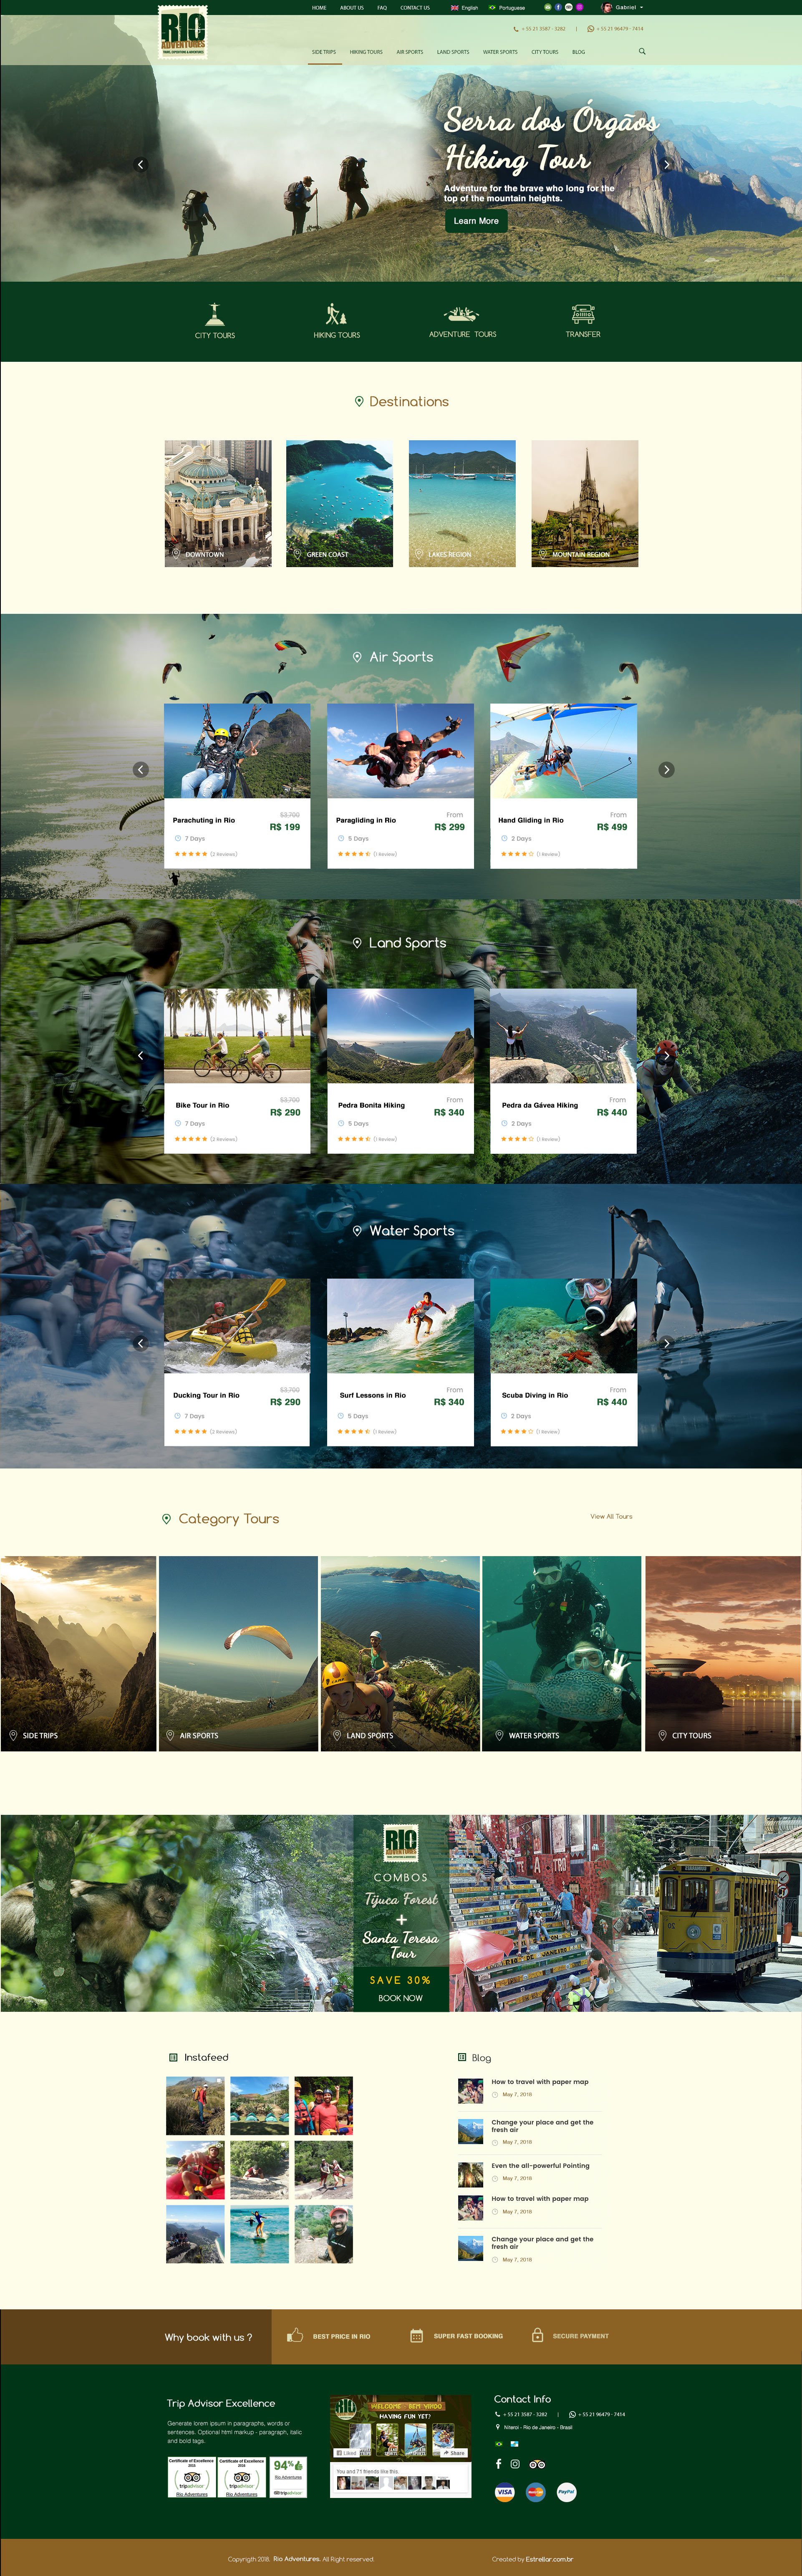 HOME ABOUT US FAQ CONTACT US English Portuguese Gabriel
RIO
ADVENTURES
+ 55 21 3587 - 3282 | + 55 21 96479 - 7414
SIDE TRIPS HIKING TOURS AIR SPORTS LAND SPORTS WATER SPORTS CITY TOURS BLOG
Serra dos Órgãos
Hiking Tour
Adventure for the brave who long for the
top of the mountain heights.
Learn More
CITY TOURS HIKING TOURS ADVENTURE TOURS TRANSFER
Destinations
DOWNTOWN GREEN COAST LAKES REGION MOUNTAIN REGION
Air Sports
Parachuting in Rio
$3,700
R$ 199
7 Days
(2 Reviews)
Paragliding in Rio
From
R$ 299
5 Days
(1 Review)
Hand Gliding in Rio
From
R$ 499
2 Days
(1 Review)
Land Sports
Bike Tour in Rio
$3,700
R$ 290
7 Days
(2 Reviews)
Pedra Bonita Hiking
From
R$ 340
5 Days
(1 Review)
Pedra da Gávea Hiking
From
R$ 440
2 Days
(1 Review)
Water Sports
Ducking Tour in Rio
$3,700
R$ 290
7 Days
(2 Reviews)
Surf Lessons in Rio
From
R$ 340
5 Days
(1 Review)
Scuba Diving in Rio
From
R$ 440
2 Days
(1 Review)
Category Tours
View All Tours
SIDE TRIPS AIR SPORTS LAND SPORTS WATER SPORTS CITY TOURS
RIO
COMBOS
Tijuca Forest
+
Santa Teresa
Tour
SAVE 30%
BOOK NOW
Instafeed
Blog
How to travel with paper map
May 7, 2018
Change your place and get the
fresh air
May 7, 2018
Even the all-powerful Pointing
May 7, 2018
How to travel with paper map
May 7, 2018
Change your place and get the
fresh air
May 7, 2018
Why book with us ?
BEST PRICE IN RIO SUPER FAST BOOKING SECURE PAYMENT
Trip Advisor Excellence
Generate lorem ipsum in paragraphs, words or
sentences. Optional html markup - paragraph, italic
and bold tags.
Certificate of Excellence
tripadvisor
Rio Adventures
Certificate of Excellence
tripadvisor
Rio Adventures
94%
Rio Adventures
tripadvisor
RIO
WELCOME - BEM VINDO
HAVING FUN YET?
Liked
Share
You and 71 friends like this.
Contact Info
+ 55 21 3587 - 3282 | + 55 21 96479 - 7414
Niteroi - Rio de Janeiro - Brasil
VISA
MasterCard
PayPal
Copyrigth 2018. Rio Adventures. All Right reservect
Created by Estrellar.com.br